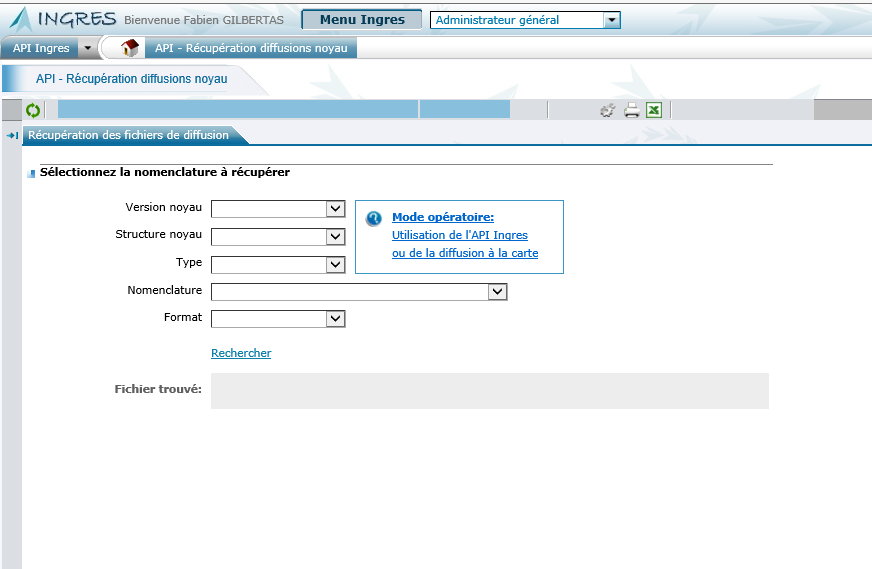 INGRES Bienvenue Fabien GILBERTAS Menu Ingres Administrateur général
API Ingres API - Récupération diffusions noyau
API - Récupération diffusions noyau
Récupération des fichiers de diffusion
Sélectionnez la nomenclature à récupérer
Version noyau
Structure noyau
Type
Nomenclature
Format
Mode opératoire:
Utilisation de l'API Ingres
ou de la diffusion à la carte
Rechercher
Fichier trouvé: